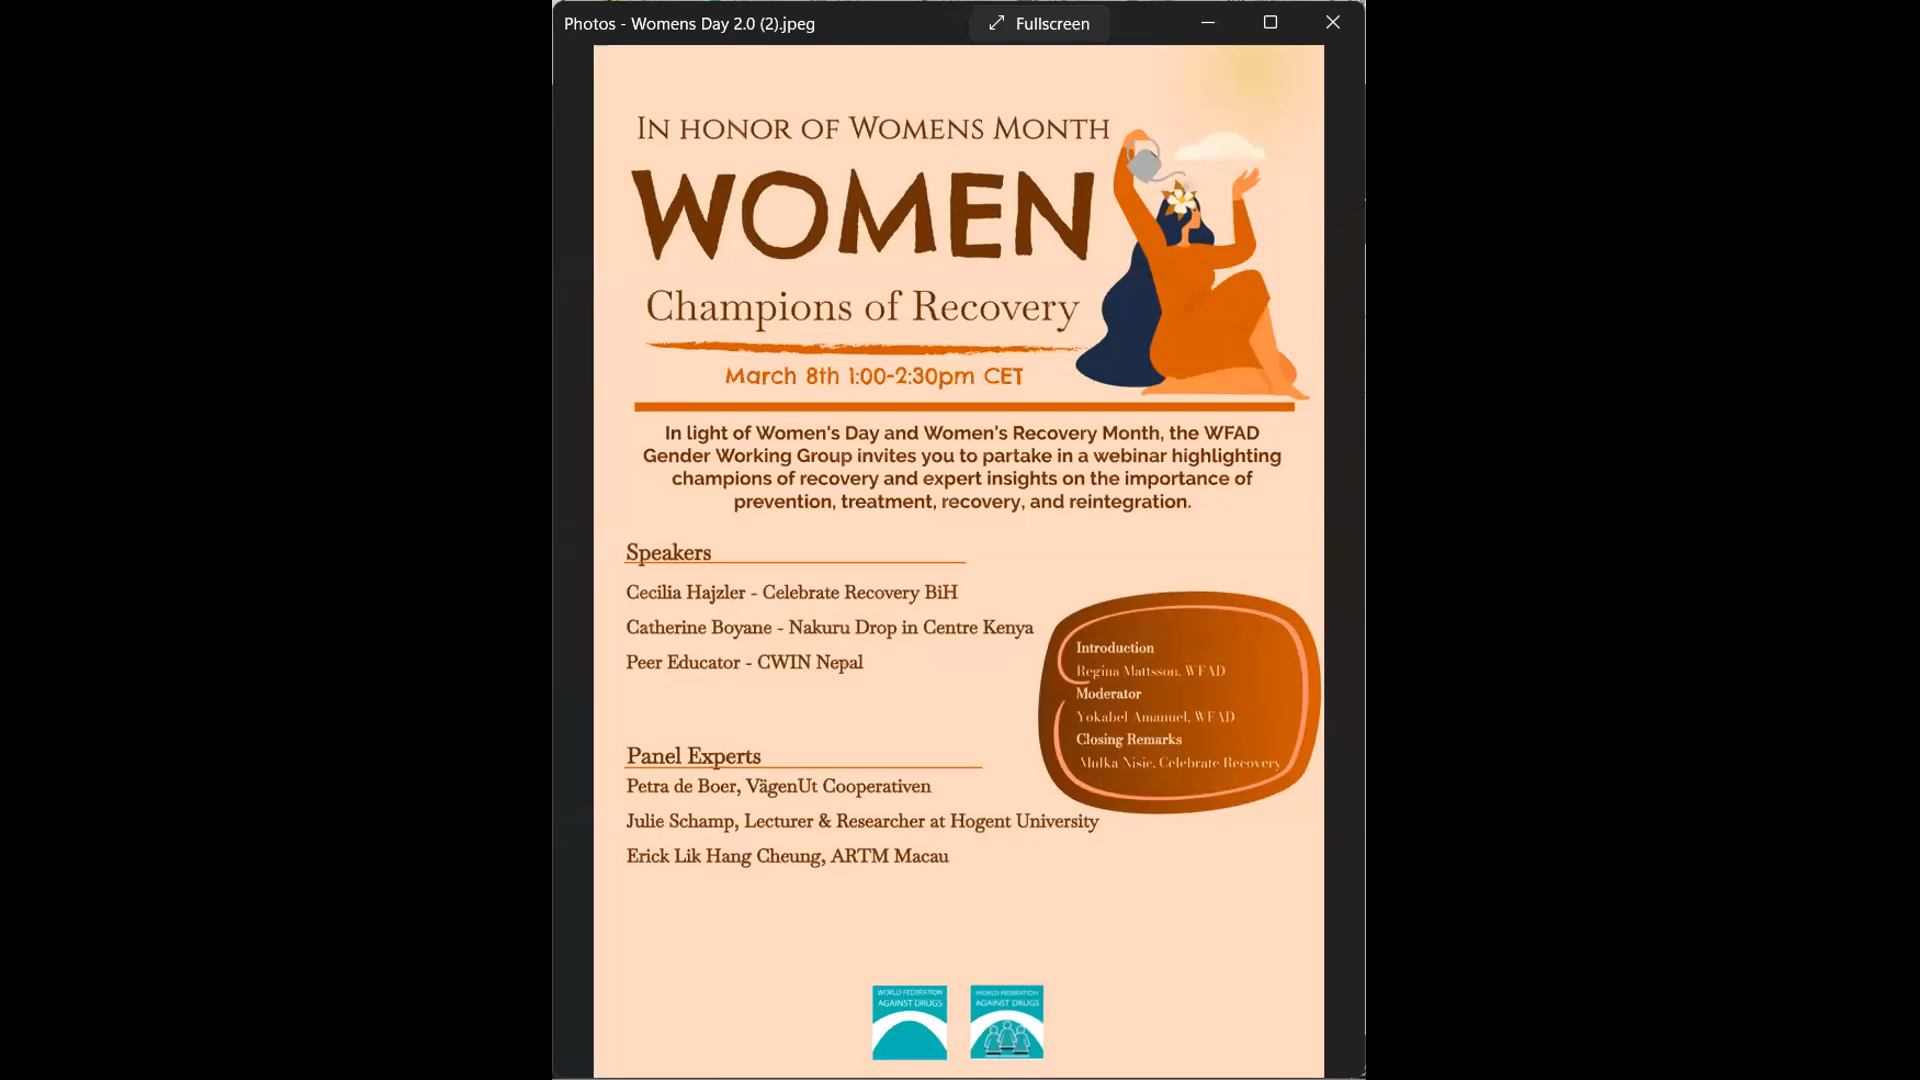 Photos - Womens Day 2.0 (2).jpeg
Fullscreen
In honor of Womens Month
WOMEN
Champions of Recovery
March 8th 1:00-2:30pm CET
In light of Women's Day and Women's Recovery Month, the WFAD
Gender Working Group invites you to partake in a webinar highlighting
champions of recovery and expert insights on the importance of
prevention, treatment, recovery, and reintegration.
Speakers
Cecilia Hajzler - Celebrate Recovery BiH
Catherine Boyane - Nakuru Drop in Centre Kenya
Peer Educator - CWIN Nepal
Introduction
Regina Mattsson, WFAD
Moderator
Yokabel Amanuel, WFAD
Closing Remarks
Mulka Nisic, Celebrate Recovery
Panel Experts
Petra de Boer, VägenUt Cooperativen
Julie Schamp, Lecturer & Researcher at Hogent University
Erick Lik Hang Cheung, ARTM Macau
WORLD FEDERATION
AGAINST DRUGS
WORLD FEDERATION
AGAINST DRUGS